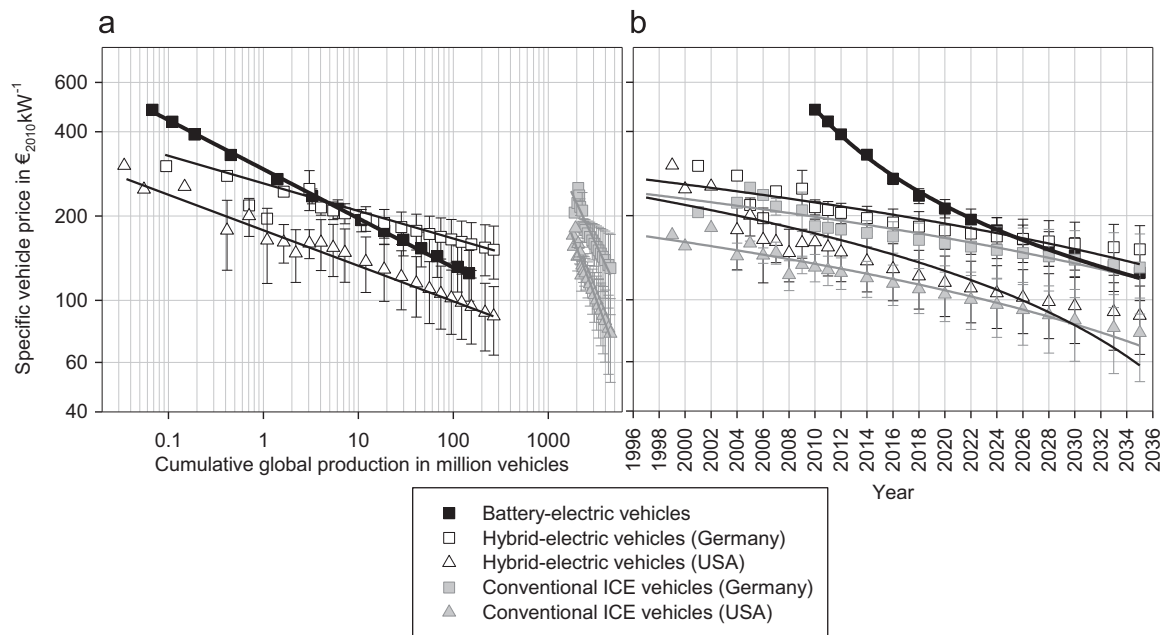 a
b
Specific vehicle price in €2010kW-1
600
400
200
100
60
40
0.1 1 10 100 1000
Cumulative global production in million vehicles
1996 1998 2000 2002 2004 2006 2008 2010 2012 2014 2016 2018 2020 2022 2024 2026 2028 2030 2032 2034 2036
Year
Battery-electric vehicles
Hybrid-electric vehicles (Germany)
Hybrid-electric vehicles (USA)
Conventional ICE vehicles (Germany)
Conventional ICE vehicles (USA)